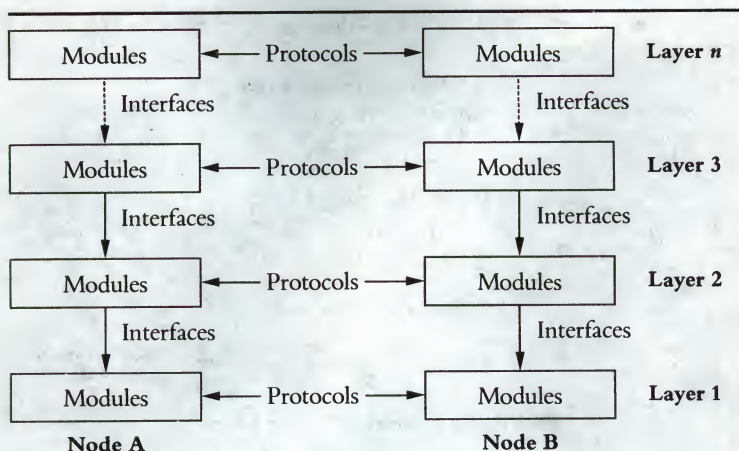 Modules Protocols Modules Layer n
Interfaces Interfaces
Modules Protocols Modules Layer 3
Interfaces Interfaces
Modules Protocols Modules Layer 2
Interfaces Interfaces
Modules Protocols Modules Layer 1
Node A Node B